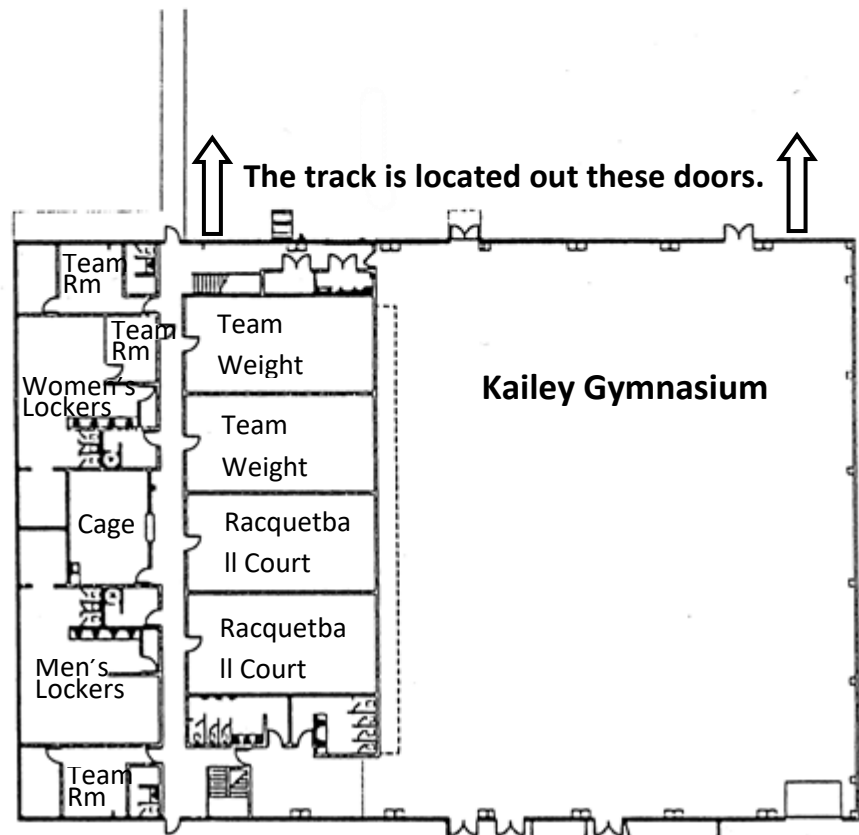 The track is located out these doors.
Team
Rm
Team
Rm
Women´s
Lockers
Cage
Men´s
Lockers
Team
Rm
Team
Weight
Team
Weight
Racquetba
ll Court
Racquetba
ll Court
Kailey Gymnasium